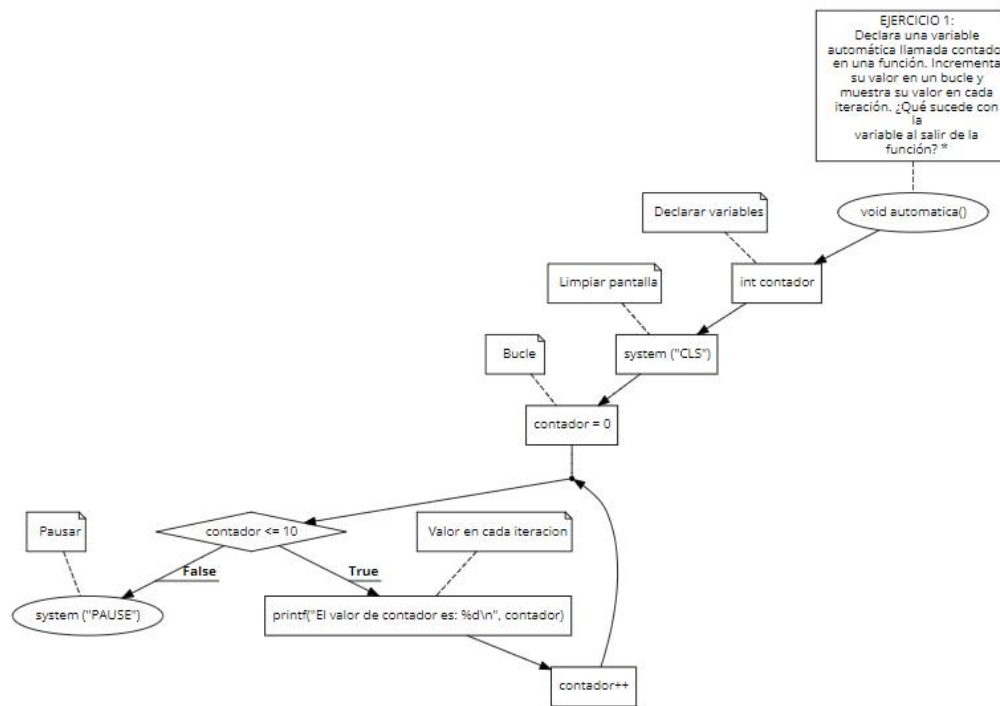 EJERCICIO 1:
Declara una variable
automática llamada contado
en una función. Incrementa
su valor en un bucle y
muestra su valor en cada
iteración. ¿Qué sucede con
la
variable al salir de la
función? *
void automatica()
Declarar variables
int contador
Limpiar pantalla
system ("CLS")
Bucle
contador = 0
contador <= 10
Pausar
Valor en cada iteracion
False
True
system ("PAUSE")
printf("El valor de contador es: %d\n", contador)
contador++